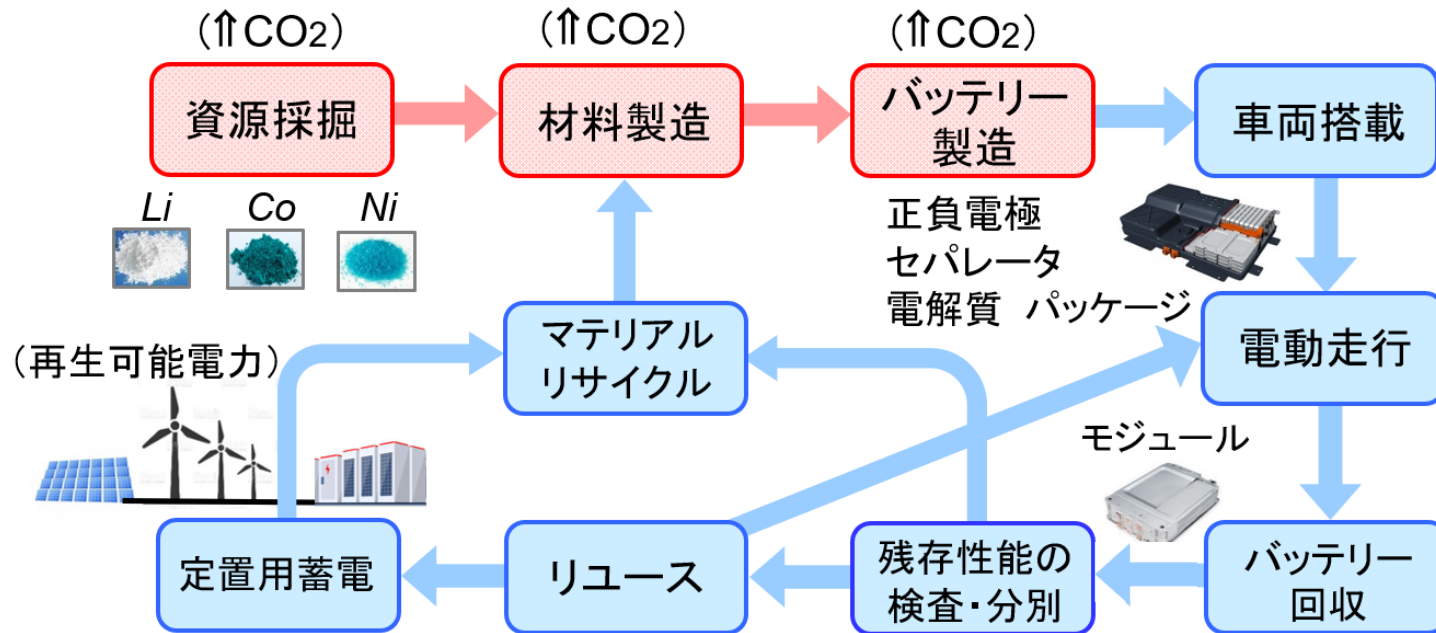 (⇑CO2)
(⇑CO2)
(⇑CO2)
資源採掘
材料製造
バッテリー
製造
車両搭載
Li
Co
Ni
正負電極
セパレータ
電解質 パッケージ
マテリアル
リサイクル
電動走行
(再生可能電力)
モジュール
定置用蓄電
リユース
残存性能の
検査・分別
バッテリー
回収